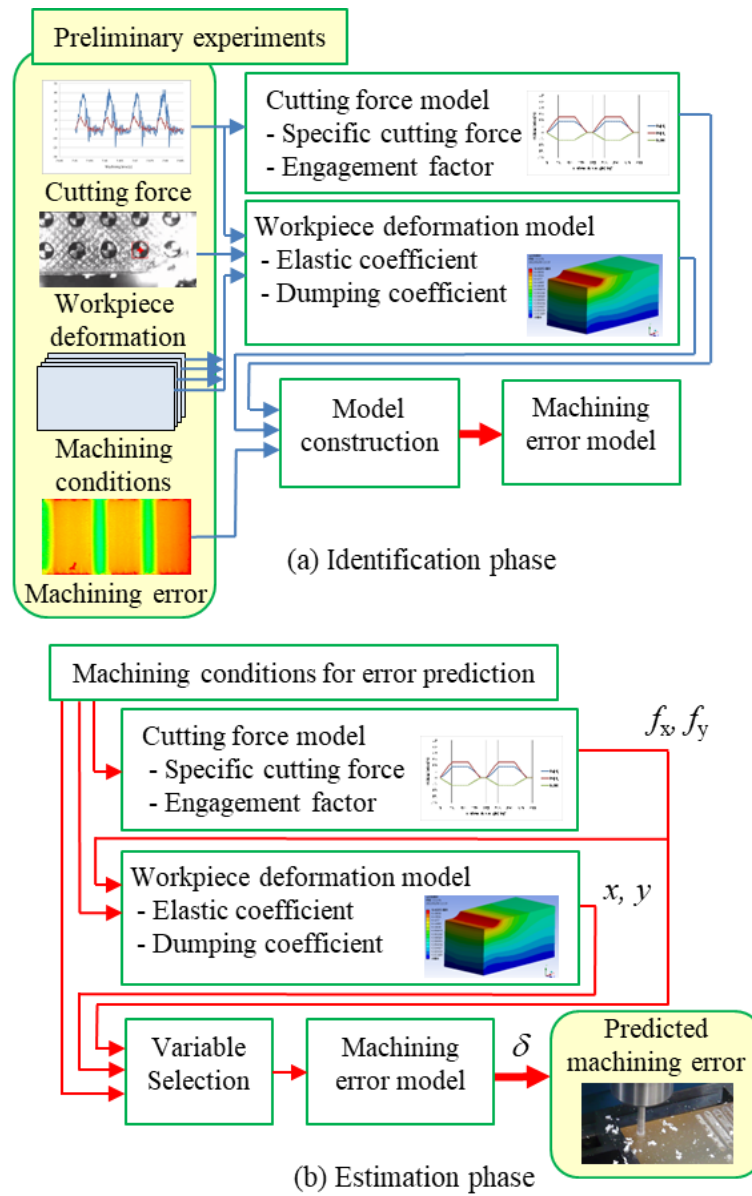 Preliminary experiments
Cutting force model
- Specific cutting force
- Engagement factor
Cutting force
Workpiece deformation model
- Elastic coefficient
- Dumping coefficient
Workpiece
deformation
Model
construction
Machining
error model
Machining
conditions
(a) Identification phase
Machining error
Machining conditions for error prediction
Cutting force model
- Specific cutting force
- Engagement factor
fx, fy
Workpiece deformation model
- Elastic coefficient
- Dumping coefficient
x, y
Variable
Selection
Machining
error model
δ
Predicted
machining error
(b) Estimation phase